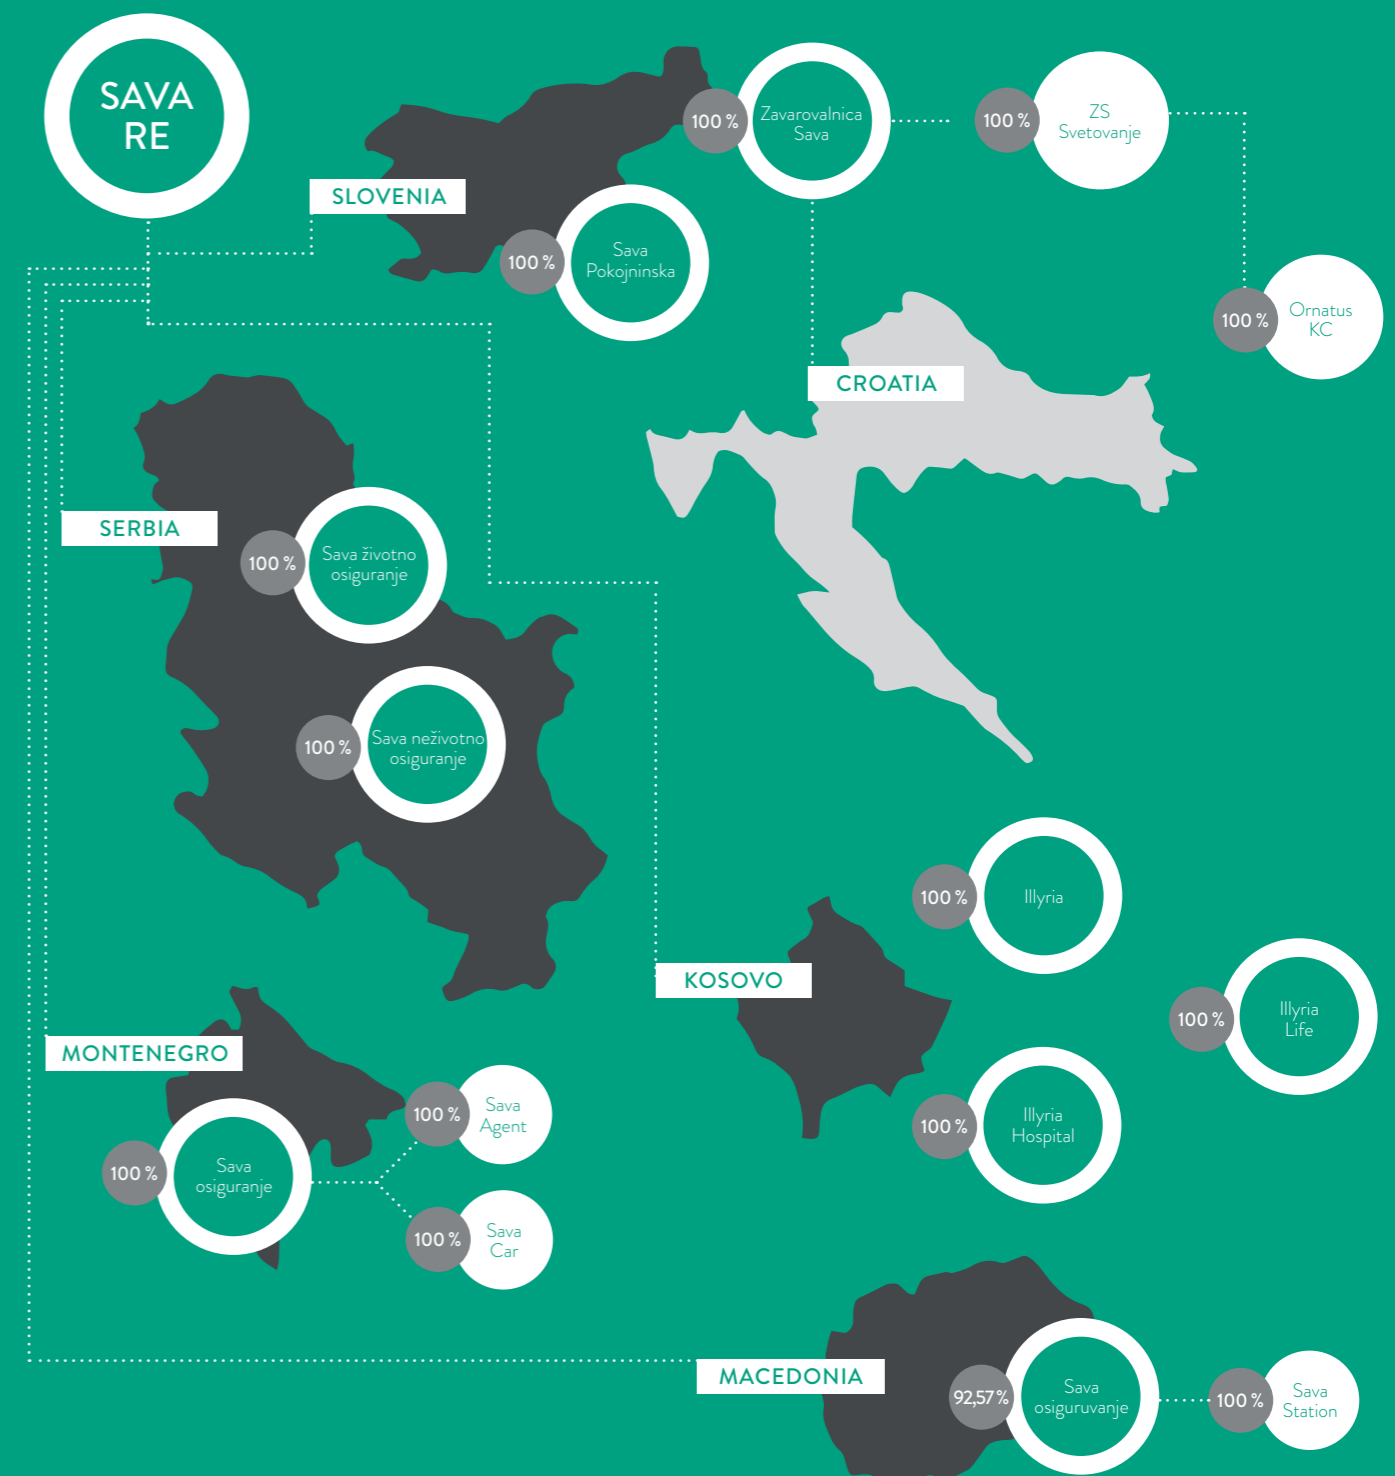 SAVA
RE
SLOVENIA
100 %
Zavarovalnica
Sava
100 %
ZS
Svetovanje
100 %
Sava
Pokojninska
100 %
Ornatus
KC
CROATIA
SERBIA
100 %
Sava životno
osiguranje
100 %
Sava neživotno
osiguranje
100 %
Illyria
KOSOVO
100 %
Illyria
Life
MONTENEGRO
100 %
Sava
Agent
100 %
Illyria
Hospital
100 %
Sava
osiguranje
100 %
Sava
Car
MACEDONIA
92,57 %
Sava
osiguruvanje
100 %
Sava
Station